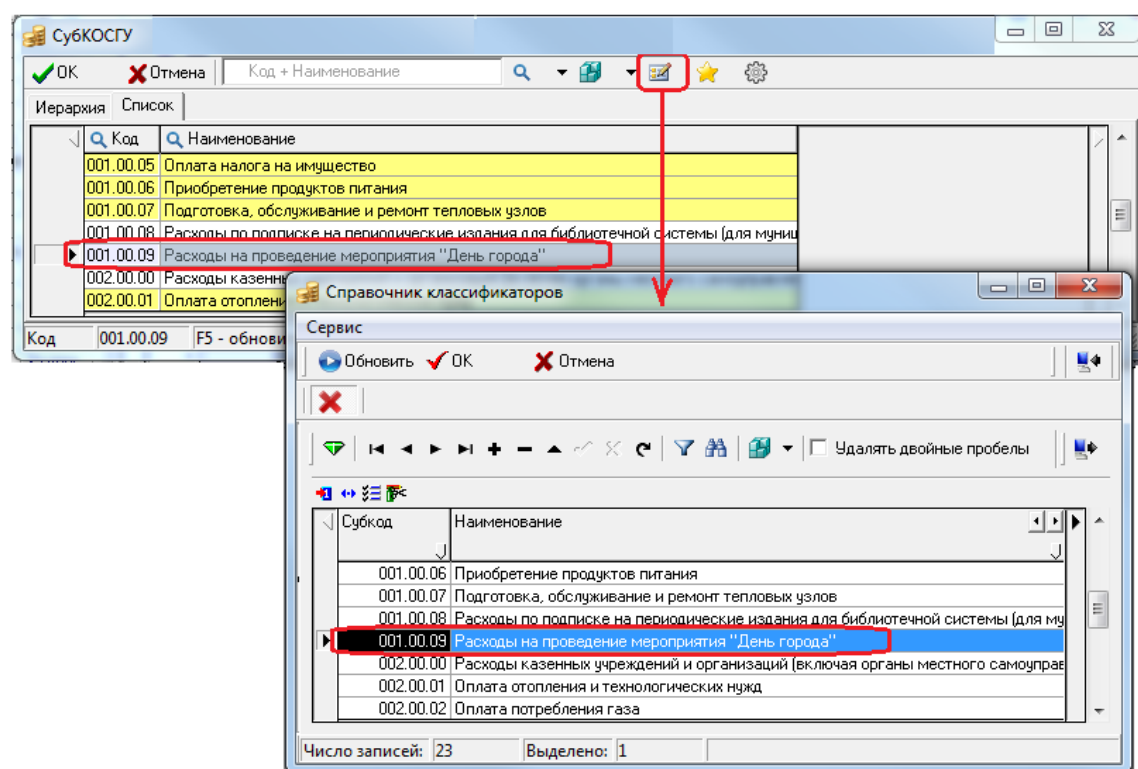 СубКОСГУ
ОК Отмена Код + Наименование
Иерархия Список
Код Наименование
001.00.05 Оплата налога на имущество
001.00.06 Приобретение продуктов питания
001.00.07 Подготовка, обслуживание и ремонт тепловых узлов
001.00.08 Расходы по подписке на периодические издания для библиотечной системы (для муниц
001.00.09 Расходы на проведение мероприятия "День города"
002.00.00 Расходы казенн
002.00.01 Оплата отоплени
Код 001.00.09 F5 - обнови
Справочник классификаторов
Сервис
Обновить ОК Отмена
Удалять двойные пробелы
Субкод Наименование
001.00.06 Приобретение продуктов питания
001.00.07 Подготовка, обслуживание и ремонт тепловых узлов
001.00.08 Расходы по подписке на периодические издания для библиотечной системы (для му
001.00.09 Расходы на проведение мероприятия "День города"
002.00.00 Расходы казенных учреждений и организаций (включая органы местного самоуправ
002.00.01 Оплата отопления и технологических нужд
002.00.02 Оплата потребления газа
Число записей: 23 Выделено: 1